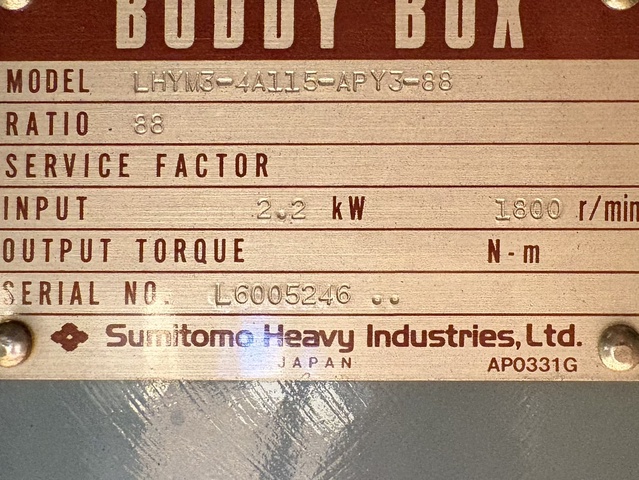 BUDDY BOX
MODEL LHYM3-4A115-APY3-88
RATIO 88
SERVICE FACTOR
INPUT 2.2 kW 1800 r/min
OUTPUT TORQUE N-m
SERIAL NO. L6005246 ..
Sumitomo Heavy Industries, Ltd.
JAPAN AP0331G